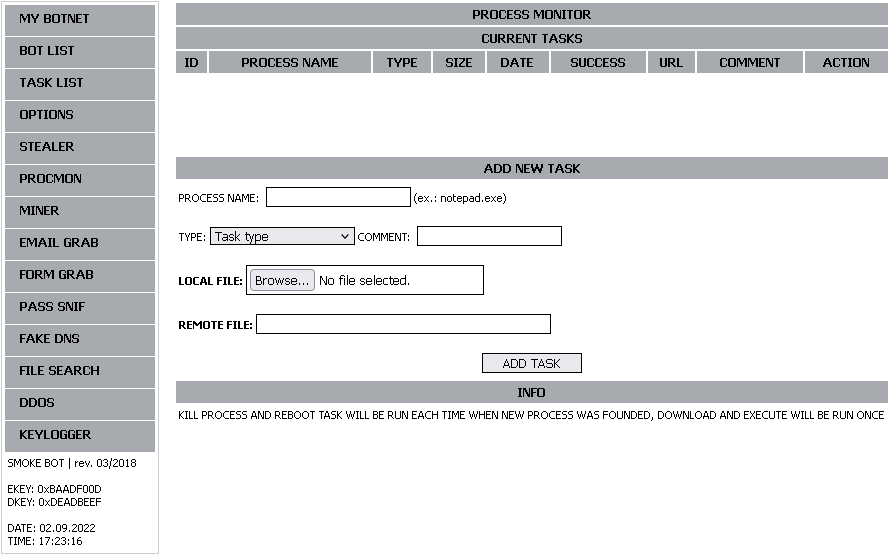 MY BOTNET
BOT LIST
TASK LIST
OPTIONS
STEALER
PROCMON
MINER
EMAIL GRAB
FORM GRAB
PASS SNIF
FAKE DNS
FILE SEARCH
DDOS
KEYLOGGER
SMOKE BOT | rev. 03/2018
EKEY: 0xBAADF00D
DKEY: 0xDEADBEEF
DATE: 02.09.2022
TIME: 17:23:16
PROCESS MONITOR
CURRENT TASKS
ID PROCESS NAME TYPE SIZE DATE SUCCESS URL COMMENT ACTION
ADD NEW TASK
PROCESS NAME: (ex.: notepad.exe)
TYPE: Task type COMMENT:
LOCAL FILE: Browse... No file selected.
REMOTE FILE:
ADD TASK
INFO
KILL PROCESS AND REBOOT TASK WILL BE RUN EACH TIME WHEN NEW PROCESS WAS FOUNDED, DOWNLOAD AND EXECUTE WILL BE RUN ONCE